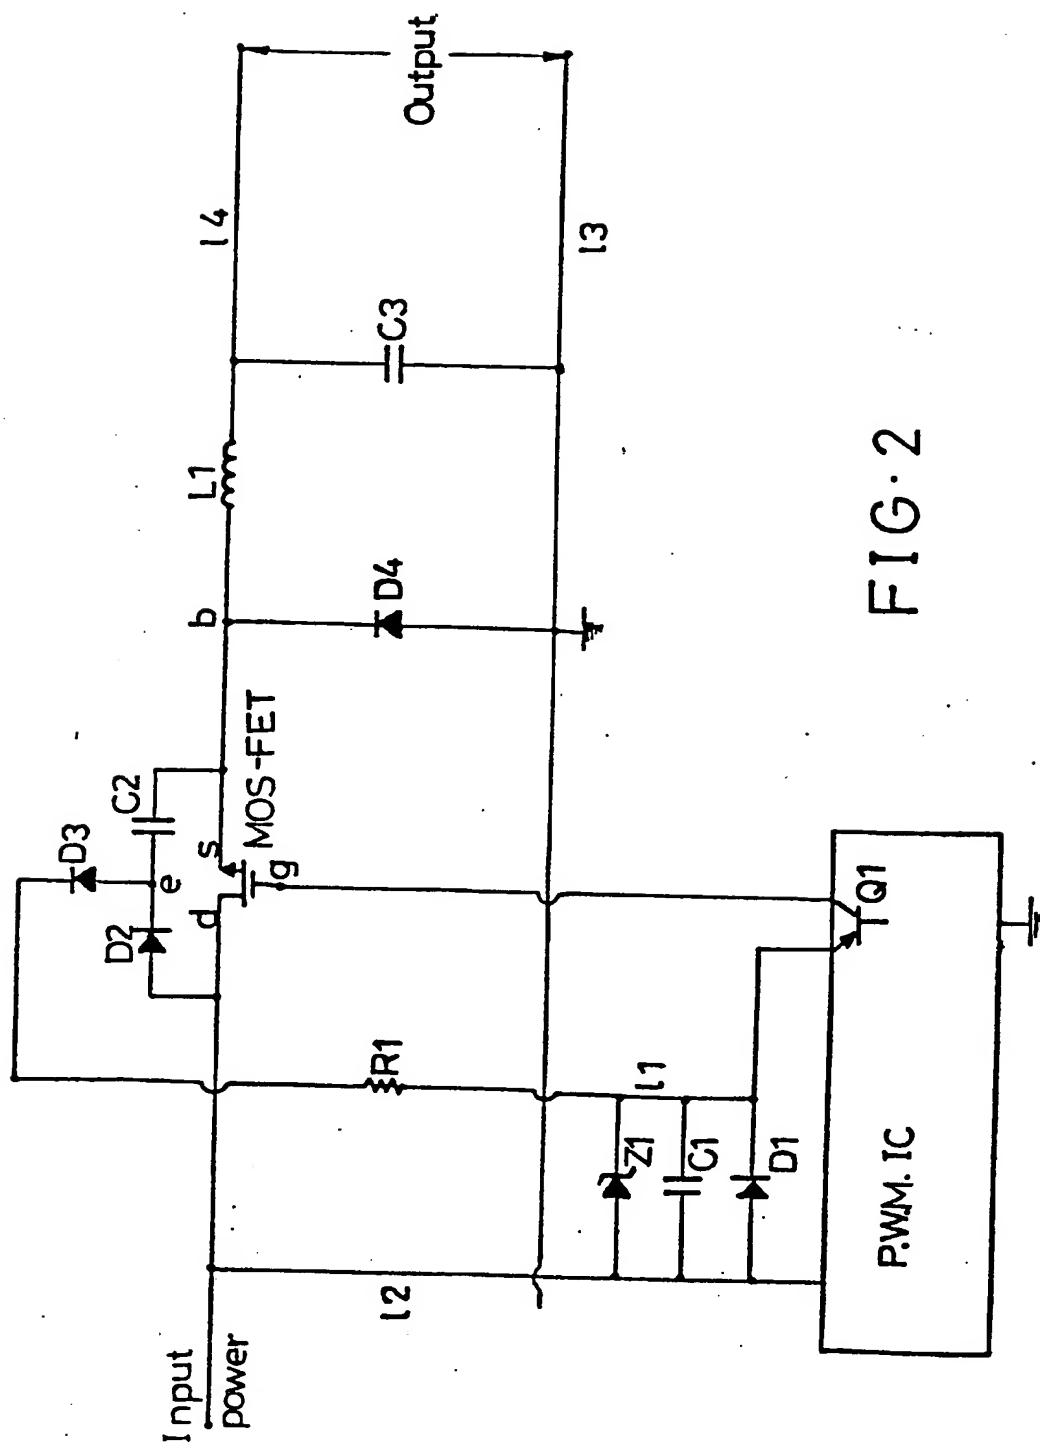 Input
power
l2
D2
D3
e
C2
d
s
g
MOS-FET
b
L1
l4
D4
C3
Output
l3
R1
l1
Z1
C1
D1
Q1
P.W.M. IC
FIG. 2